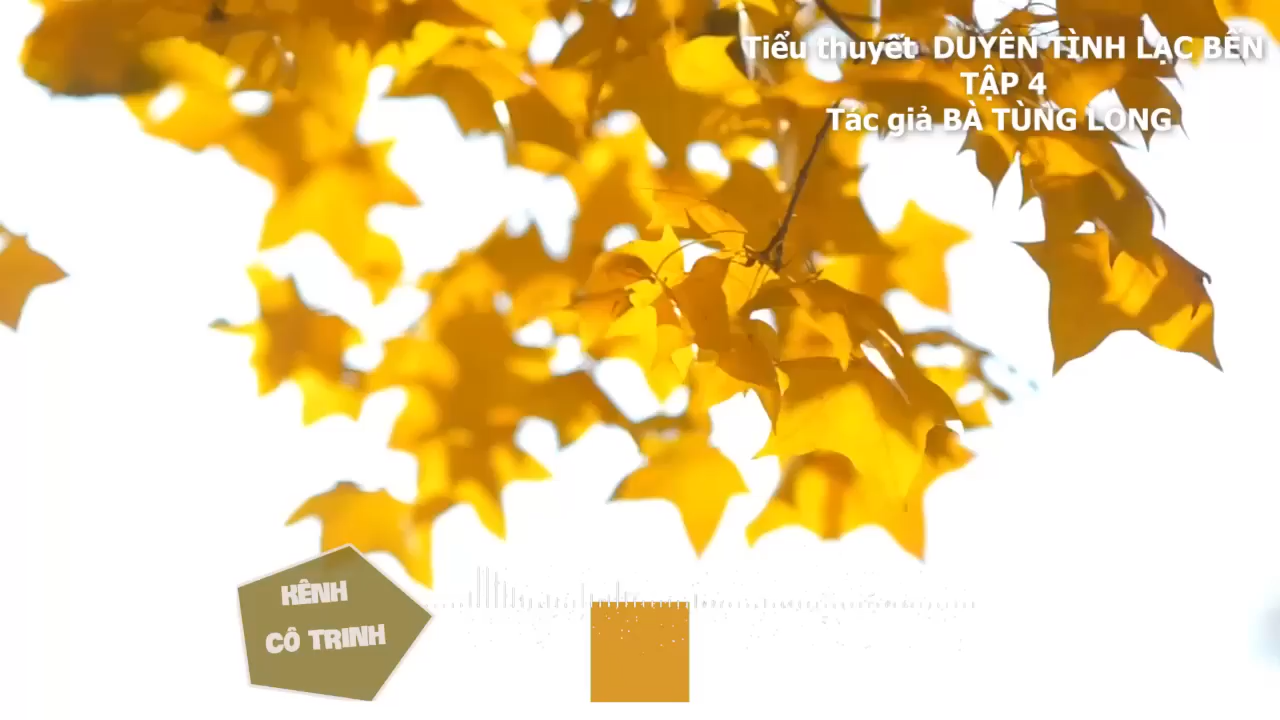 Tiểu thuyết DUYÊN TÌNH LẠC BẾN
TẬP 4
Tác giả BÀ TÙNG LONG
KÊNH
CÔ TRINH